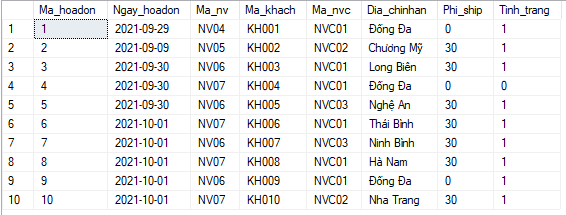 Ma_hoadon Ngay_hoadon Ma_nv Ma_khach Ma_nvc Dia_chinhan Phi_ship Tinh_trang
1 1 2021-09-29 NV04 KH001 NVC01 Đống Đa 0 1
2 2 2021-09-09 NV05 KH002 NVC02 Chương Mỹ 30 1
3 3 2021-09-30 NV06 KH003 NVC01 Long Biên 30 1
4 4 2021-09-30 NV07 KH004 NVC01 Đống Đa 0 0
5 5 2021-09-30 NV06 KH005 NVC03 Nghệ An 30 1
6 6 2021-10-01 NV07 KH006 NVC01 Thái Bình 30 1
7 7 2021-10-01 NV06 KH007 NVC03 Ninh Bình 30 1
8 8 2021-10-01 NV07 KH008 NVC01 Hà Nam 30 1
9 9 2021-10-01 NV06 KH009 NVC01 Đống Đa 0 1
10 10 2021-10-01 NV07 KH010 NVC02 Nha Trang 30 1